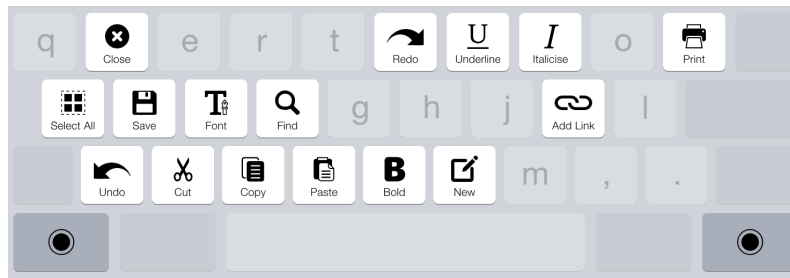 q Close e r t Redo U Underline I Italicise o Print
Select All Save T Font Find g h j Add Link l
Undo Cut Copy Paste B Bold New m , .